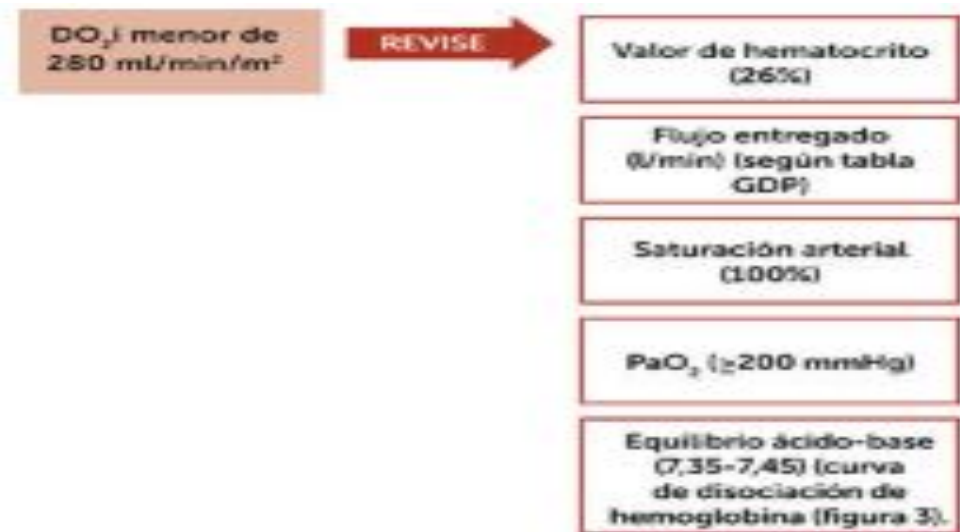 DO₂i menor de
280 ml/min/m²
REVISE
Valor de hematocrito
(26%)
Flujo entregado
(l/min) (según tabla
GDP)
Saturación arterial
(100%)
PaO₂ (≥200 mmHg)
Equilibrio ácido-base
(7,35-7,45) (curva
de disociación de
hemoglobina (figura 3).